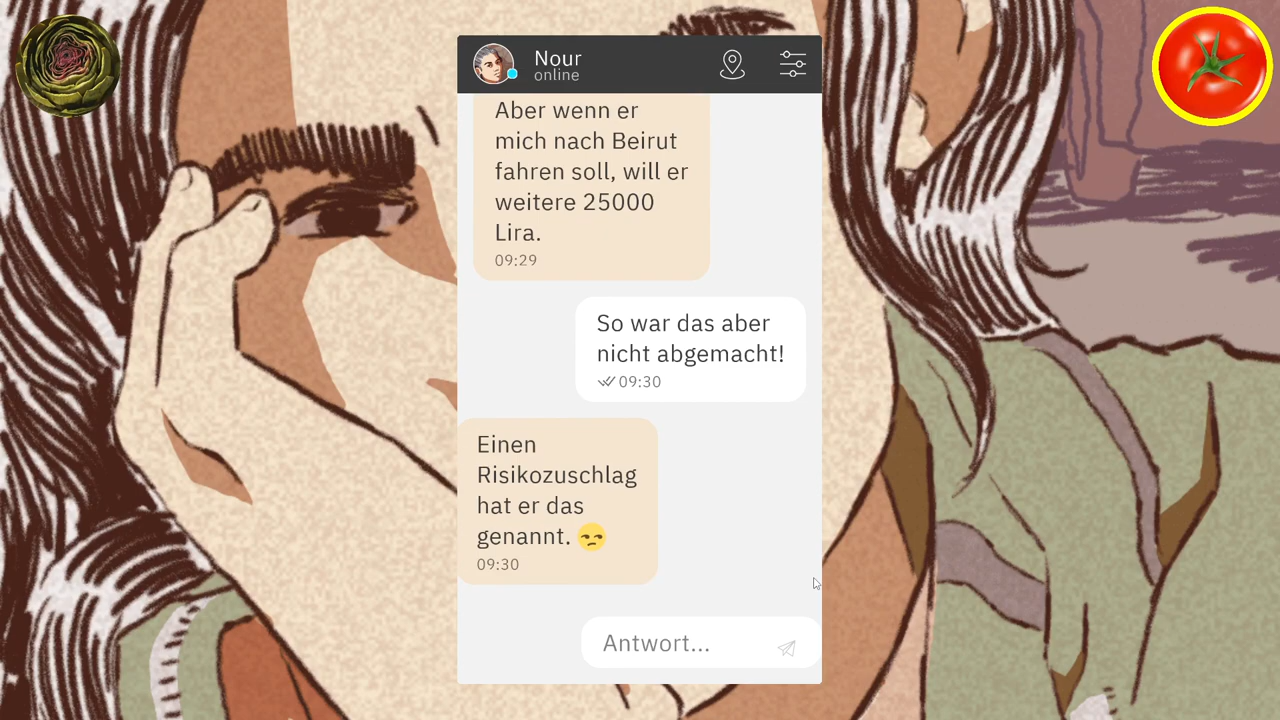 Nour
online
Aber wenn er
mich nach Beirut
fahren soll, will er
weitere 25000
Lira.
09:29
So war das aber
nicht abgemacht!
09:30
Einen
Risikozuschlag
hat er das
genannt. 😒
09:30
Antwort...